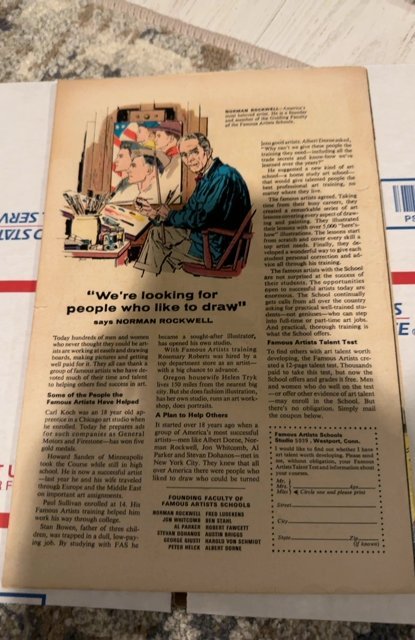 NORMAN ROCKWELL—America's
most beloved artist. He is a founder
and member of the Guiding Faculty
of the Famous Artists Schools.
"We're looking for
people who like to draw"
says NORMAN ROCKWELL
Today hundreds of men and women
who never thought they could be art-
ists are working at easels and drawing
boards, making pictures and getting
well paid for it. They all can thank a
group of famous artists who have de-
voted much of their time and talent
to helping others find success in art.
Some of the People the
Famous Artists Have Helped
Carl Koch was an 18 year old ap-
prentice in a Chicago art studio when
he enrolled. Today he prepares ads
for such companies as General
Motors and Firestone—has won five
gold medals.
Howard Sanden of Minneapolis
took the Course while still in high
school. He is now a successful artist
—last year he and his wife traveled
through Europe and the Middle East
on important art assignments.
Paul Sullivan enrolled at 14. His
Famous Artists training helped him
work his way through college.
Stan Bowen, father of three chil-
dren, was trapped in a dull, low-pay-
ing job. By studying with FAS he
became a sought-after illustrator,
has opened his own studio.
With Famous Artists training
Rosemary Roberts was hired by a
top department store as an artist—
with a big chance to advance.
Oregon housewife Helen Try
lives 150 miles from the nearest big
city. But she does fashion illustration,
has her own studio, runs an art work-
shop, does portraits.
A Plan to Help Others
It started over 18 years ago when a
group of America's most successful
artists—men like Albert Dorne, Nor-
man Rockwell, Jon Whitcomb, Al
Parker and Stevan Dohanos—met in
New York City. They knew that all
over America there were people who
liked to draw who could be turned
into good artists. Albert Dorne asked,
"Why can't we give these people the
training they need—including all the
trade secrets and know-how we've
learned over the years?"
He suggested a new kind of art
school—a home study art school—
that would give talented people the
best professional art training, no
matter where they live.
The famous artists agreed. Taking
time from their busy careers, they
created a remarkable series of art
lessons covering every aspect of draw-
ing and painting. They illustrated
their lessons with over 5,000 "here's-
how" illustrations. The lessons start
from scratch and cover every skill a
top artist needs. Finally, they de-
veloped a wonderful way to give each
student personal correction and ad-
vice all through his training.
The famous artists with the School
are not surprised at the success of
their students. The opportunities
open to successful artists today are
enormous. The School continually
gets calls from all over the country
asking for practical well-trained stu-
dents—not geniuses—who can step
into full-time or part-time art jobs.
And practical, thorough training is
what the School offers.
Famous Artists Talent Test
To find others with art talent worth
developing, the Famous Artists cre-
ated a 12-page talent test. Thousands
paid to take this test, but now the
School offers and grades it free. Men
and women who do well on the test
—or offer other evidence of art talent
—may enroll in the School. But
there's no obligation. Simply mail
the coupon below.
Famous Artists Schools
Studio 5039, Westport, Conn.
I would like to find out whether I have
art talent worth developing. Please send
me, without obligation, your Famous
Artists Talent Test and information about
your courses.
Mr.
Mrs. Age
Miss Circle one and please print
Street
City
State Zip
(if known)
FOUNDING FACULTY OF
FAMOUS ARTISTS SCHOOLS
NORMAN ROCKWELL FRED LUDEKENS
JON WHITCOMB BEN STAHL
AL PARKER ROBERT FAWCETT
STEVAN DOHANOS AUSTIN BRIGGS
GEORGE GIUSTI HAROLD VON SCHMIDT
PETER HELCK ALBERT DORNE